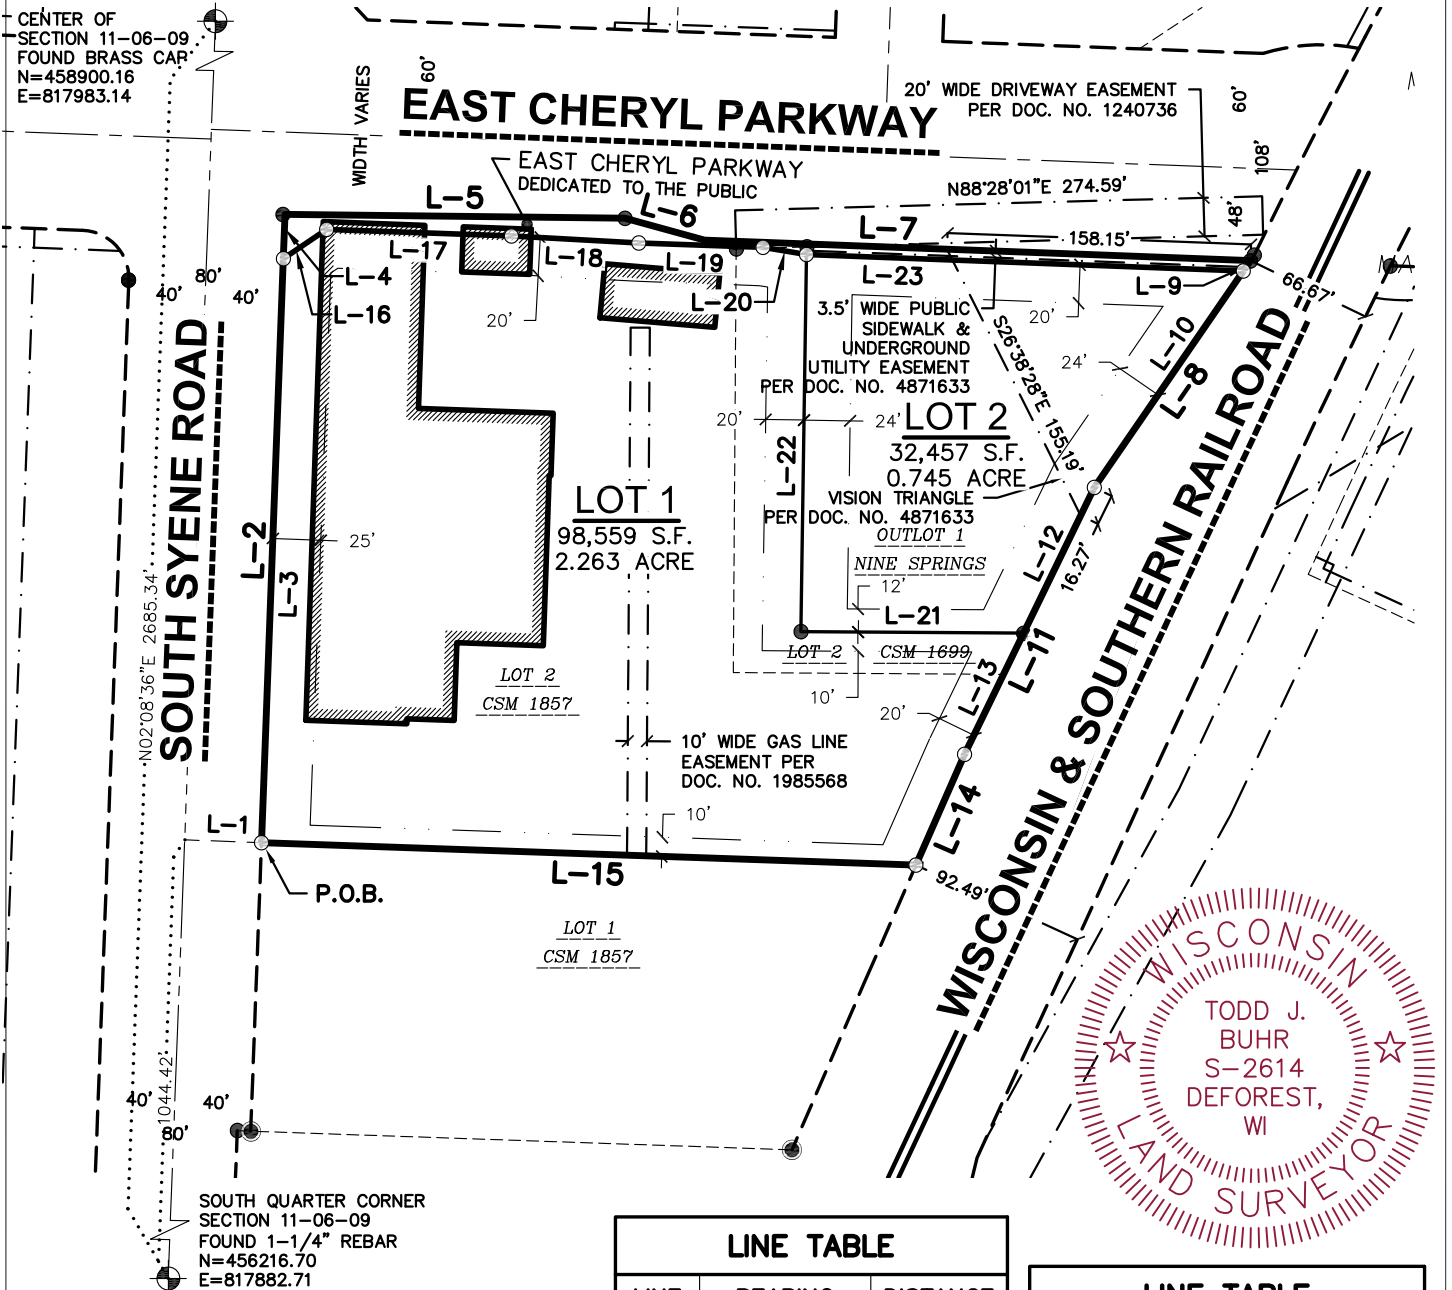 CENTER OF
SECTION 11-06-09
FOUND BRASS CAP
N=458900.16
E=817983.14
WIDTH VARIES
60'
EAST CHERYL PARKWAY
20' WIDE DRIVEWAY EASEMENT
PER DOC. NO. 1240736
60'
108'
EAST CHERYL PARKWAY
DEDICATED TO THE PUBLIC
N88°28'01"E 274.59'
48'
L-5
L-6
L-7
158.15'
L-17
L-18
L-19
L-4
L-23
L-9
66.67'
L-20
L-16
80'
40'
40'
20'
3.5' WIDE PUBLIC
SIDEWALK &
UNDERGROUND
UTILITY EASEMENT
PER DOC. NO. 4871633
20'
S26°38'28"E 155.19'
24'
L-10
L-8
20'
24'
LOT 2
32,457 S.F.
0.745 ACRE
L-22
VISION TRIANGLE
PER DOC. NO. 4871633
OUTLOT 1
NINE SPRINGS
SOUTH SYENE ROAD
L-2
L-3
25'
LOT 1
98,559 S.F.
2.263 ACRE
L-12
16.27'
12'
L-21
L-11
LOT 2
CSM 1699
L-13
10'
20'
LOT 2
CSM 1857
N02°08'36"E 2685.34'
10' WIDE GAS LINE
EASEMENT PER
DOC. NO. 1985568
10'
L-14
L-1
L-15
92.49'
P.O.B.
WISCONSIN & SOUTHERN RAILROAD
LOT 1
CSM 1857
1044.42'
40'
40'
80'
WISCONSIN
TODD J.
BUHR
S-2614
DEFOREST,
WI
LAND SURVEYOR
SOUTH QUARTER CORNER
SECTION 11-06-09
FOUND 1-1/4" REBAR
N=456216.70
E=817882.71
LINE TABLE
LINE BEARING DISTANCE
LINE TABLE